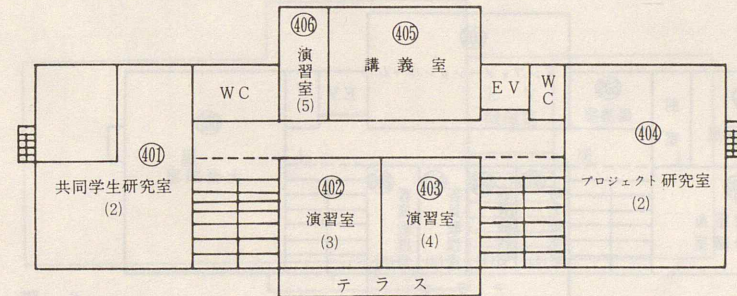 406
演習室
(5)
405
講義室
WC
EV
WC
401
共同学生研究室
(2)
402
演習室
(3)
403
演習室
(4)
404
プロジェクト研究室
(2)
テラス